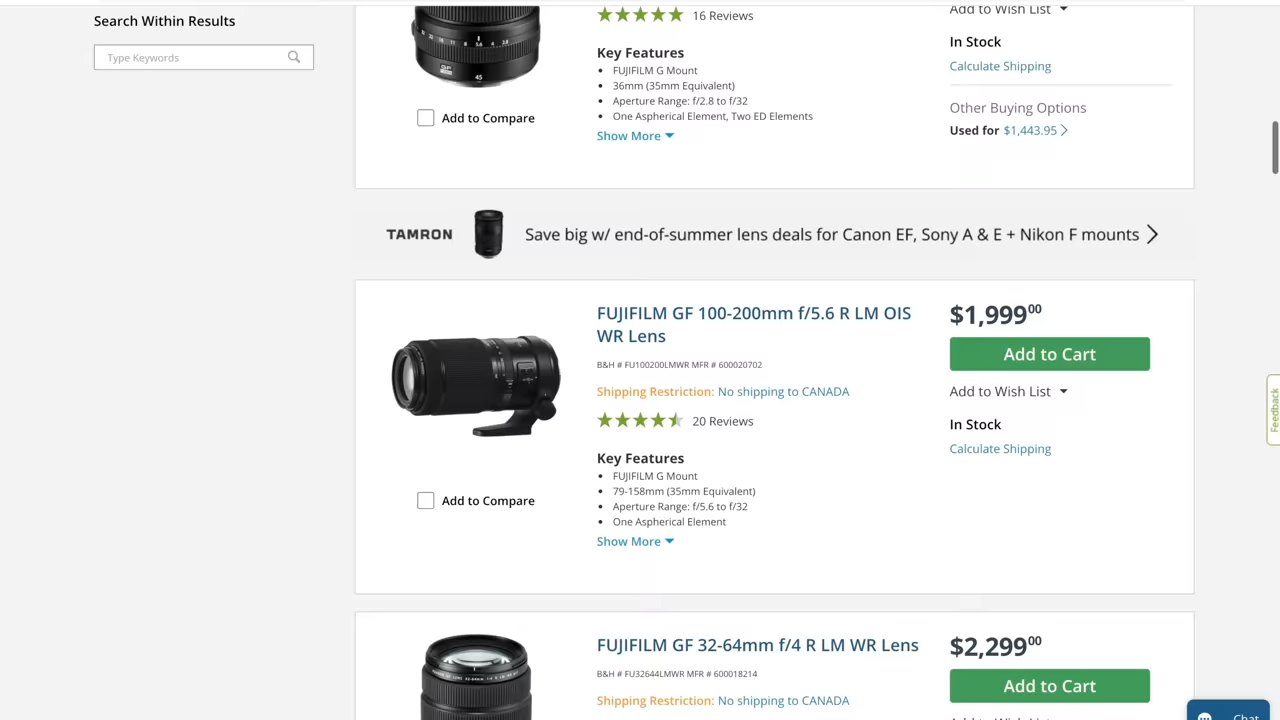 Search Within Results
Type Keywords
16 Reviews
Key Features
FUJIFILM G Mount
36mm (35mm Equivalent)
Aperture Range: f/2.8 to f/32
One Aspherical Element, Two ED Elements
Show More
Add to Compare
Add to Wish List
In Stock
Calculate Shipping
Other Buying Options
Used for $1,443.95
TAMRON
Save big w/ end-of-summer lens deals for Canon EF, Sony A & E + Nikon F mounts
FUJIFILM GF 100-200mm f/5.6 R LM OIS
WR Lens
B&H # FU100200LMWR MFR # 600020702
Shipping Restriction: No shipping to CANADA
20 Reviews
Key Features
FUJIFILM G Mount
79-158mm (35mm Equivalent)
Aperture Range: f/5.6 to f/32
One Aspherical Element
Show More
Add to Compare
$1,999.00
Add to Cart
Add to Wish List
In Stock
Calculate Shipping
Feedback
FUJIFILM GF 32-64mm f/4 R LM WR Lens
B&H # FU32644LMWR MFR # 600018214
Shipping Restriction: No shipping to CANADA
$2,299.00
Add to Cart
Chat